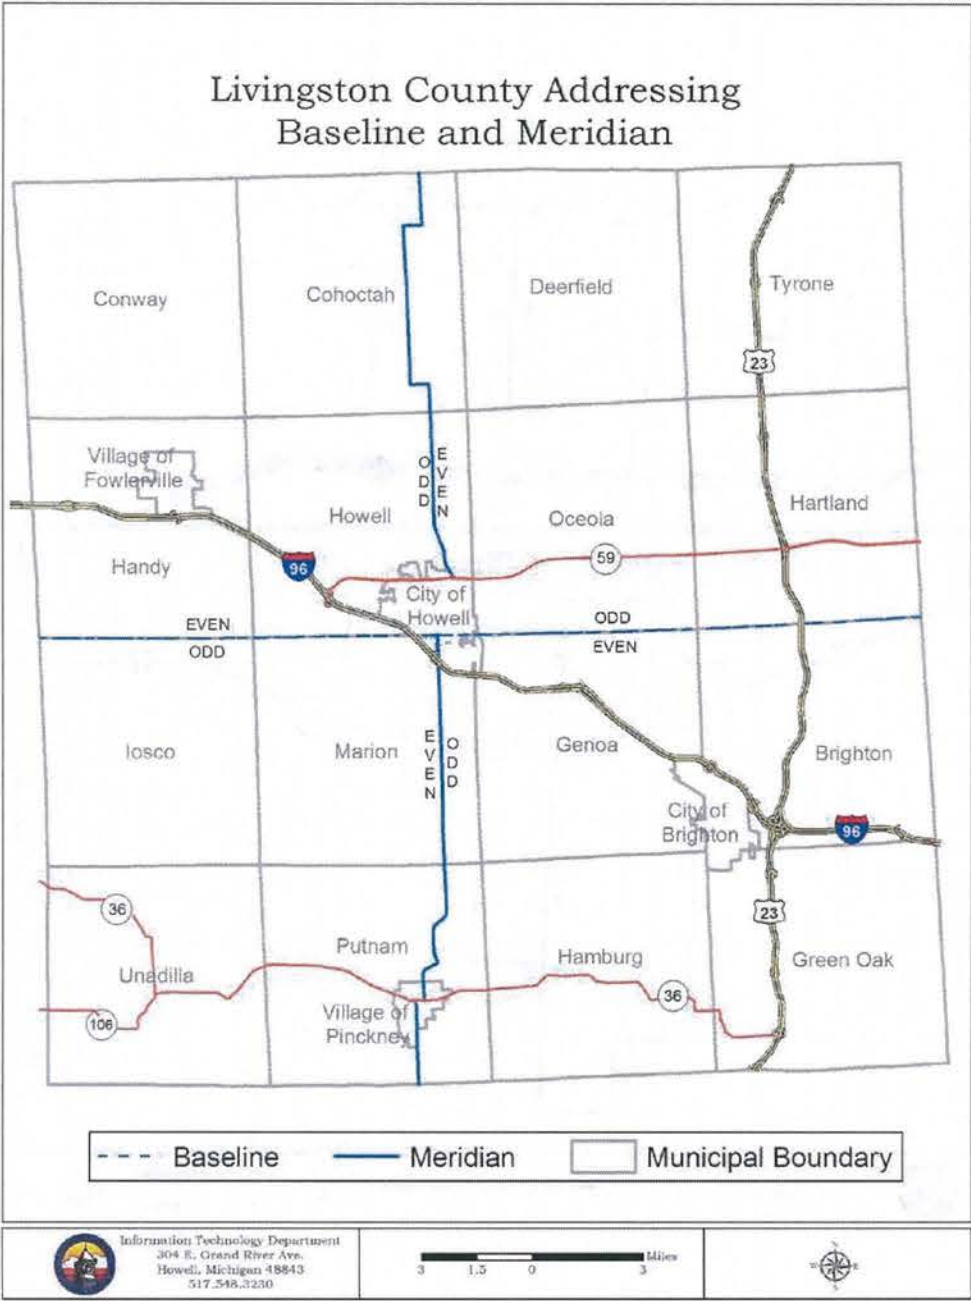 Livingston County Addressing
Baseline and Meridian
Conway
Cohoctah
Deerfield
Tyrone
23
Village of
Fowlerville
ODD
EVEN
Howell
Oceola
Hartland
59
96
Handy
City of
Howell
EVEN
ODD
ODD
EVEN
Iosco
Marion
EVEN
ODD
Genoa
Brighton
City of
Brighton
96
36
23
Putnam
Hamburg
Green Oak
Unadilla
36
106
Village of
Pinckney
Baseline
Meridian
Municipal Boundary
Information Technology Department
304 E. Grand River Ave.
Howell, Michigan 48843
517.548.3230
Miles
3 1.5 0 3